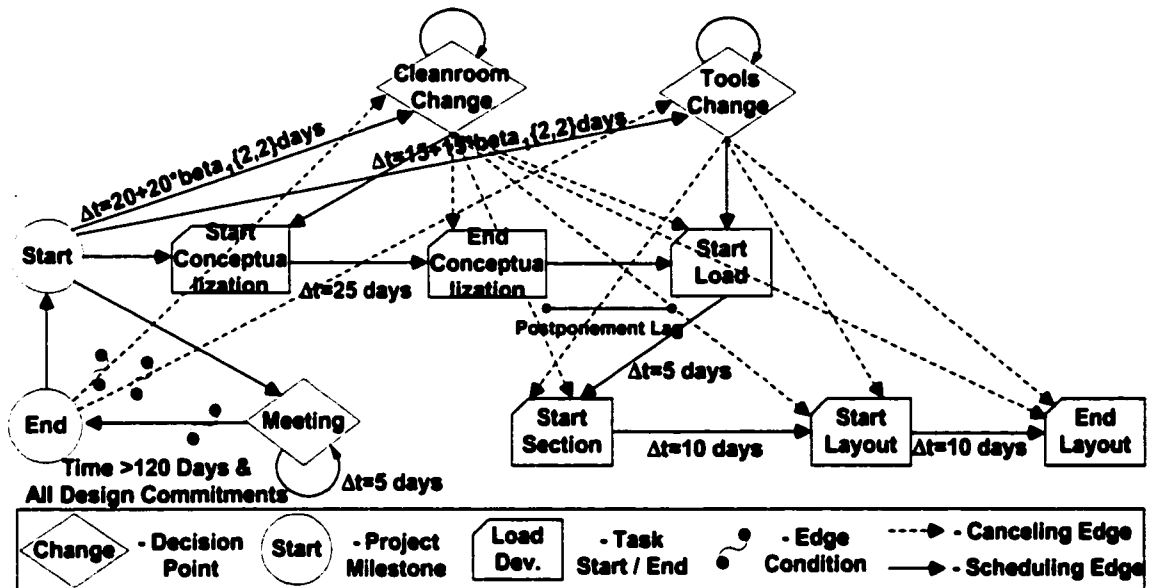 Cleanroom
Change
Tools
Change
Δt=20+20*beta₁{2,2}days
Δt=15+15*beta₁{2,2}days
Start
Start
Conceptua
lization
End
Conceptua
lization
Start
Load
Δt=25 days
Postponement Lag
Δt=5 days
End
Meeting
Start
Section
Δt=10 days
Start
Layout
Δt=10 days
End
Layout
Time >120 Days &
All Design Commitments
Δt=5 days
Change
- Decision
Point
Start
- Project
Milestone
Load
Dev.
- Task
Start / End
- Edge
Condition
- Canceling Edge
- Scheduling Edge